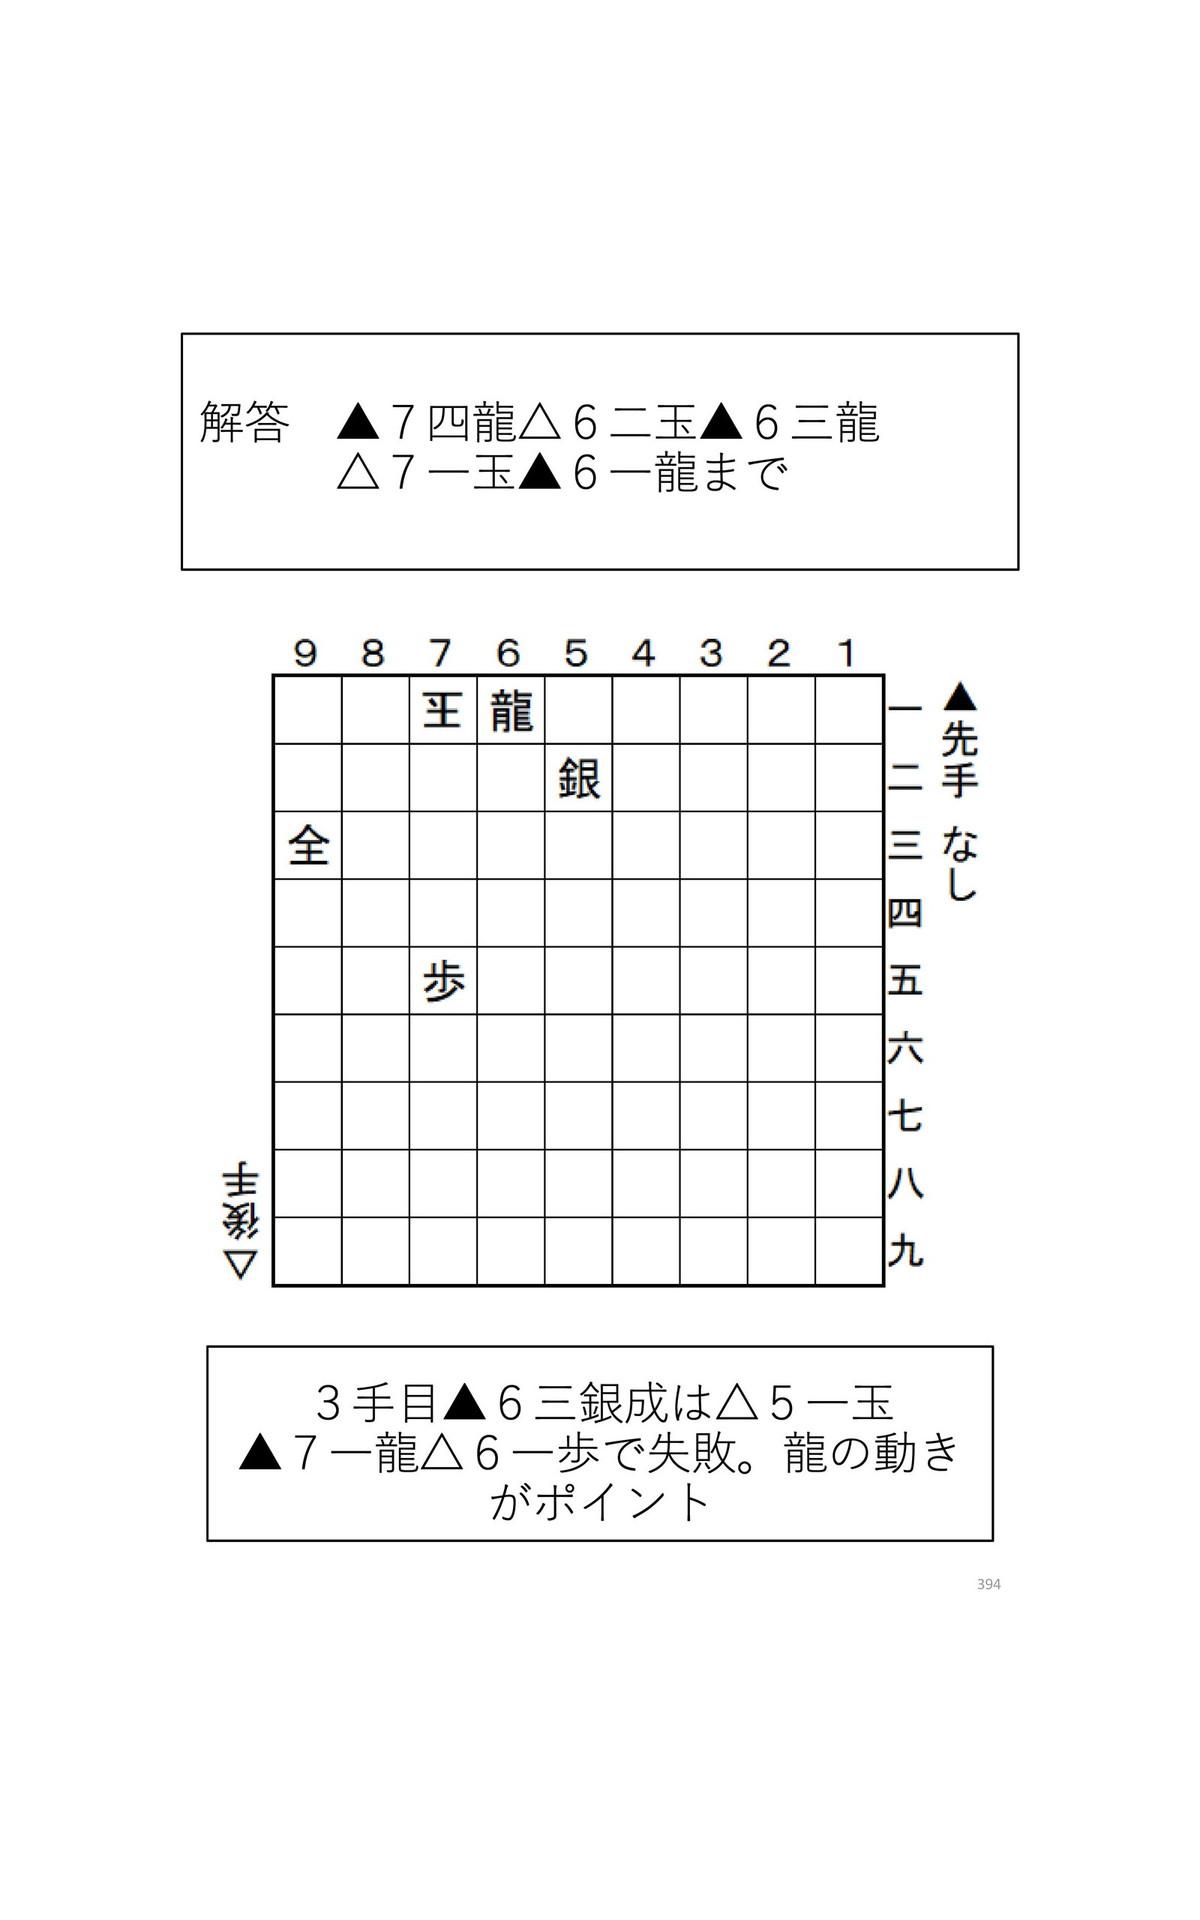 解答　▲７四龍△６二玉▲６三龍
△７一玉▲６一龍まで
9 8 7 6 5 4 3 2 1
王 龍 一
銀 二
全 三
四
歩 五
六
七
八
九
▲先手 なし
△後手
３手目▲６三銀成は△５一玉
▲７一龍△６一歩で失敗。龍の動き
がポイント
394